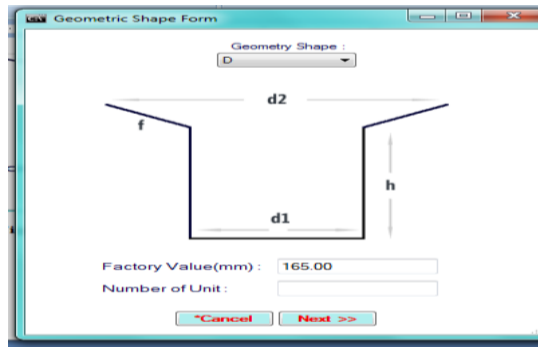 Geometric Shape Form
Geometry Shape :
D
d2
f
h
d1
Factory Value(mm) : 165.00
Number of Unit :
*Cancel Next >>